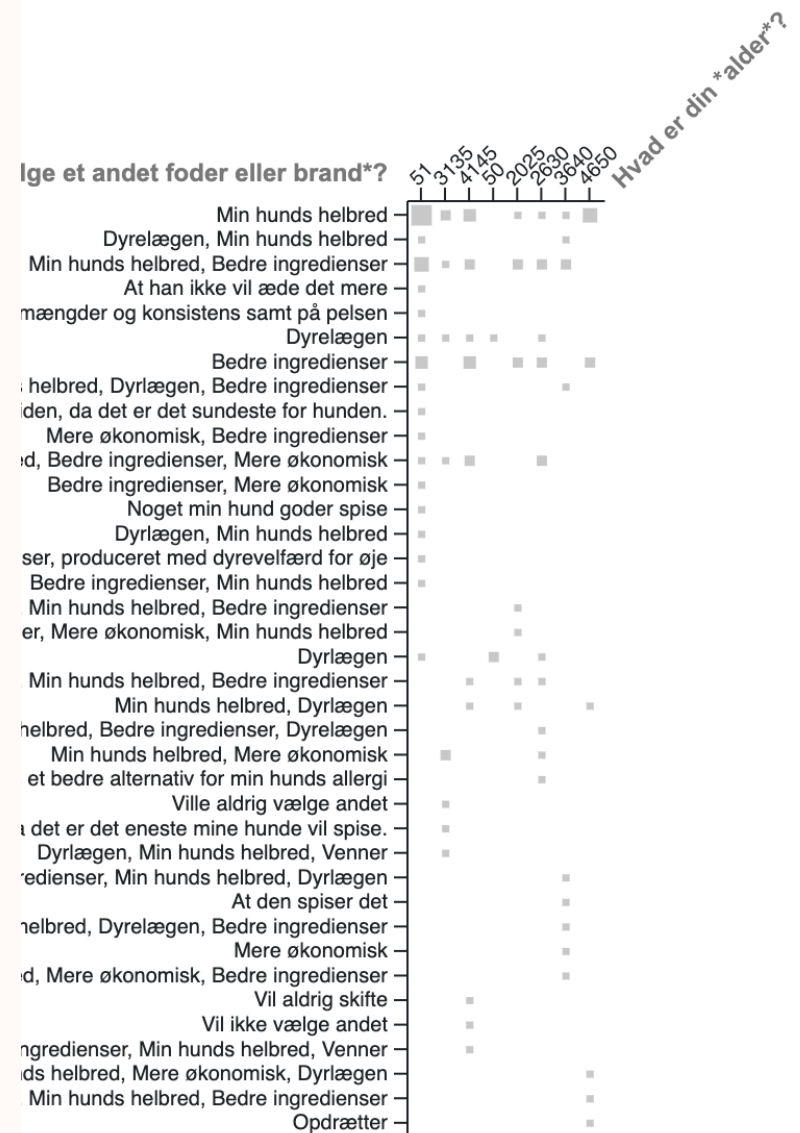 Hvad er din *alder*?
lge et andet foder eller brand*?
51 3135 4145 50 2025 2630 3640 4650
Min hunds helbred
Dyrelægen, Min hunds helbred
Min hunds helbred, Bedre ingredienser
At han ikke vil æde det mere
mængder og konsistens samt på pelsen
Dyrelægen
Bedre ingredienser
helbred, Dyrlægen, Bedre ingredienser
iden, da det er det sundeste for hunden.
Mere økonomisk, Bedre ingredienser
ed, Bedre ingredienser, Mere økonomisk
Bedre ingredienser, Mere økonomisk
Noget min hund goder spise
Dyrlægen, Min hunds helbred
ser, produceret med dyrevelfærd for øje
Bedre ingredienser, Min hunds helbred
Min hunds helbred, Bedre ingredienser
er, Mere økonomisk, Min hunds helbred
Dyrlægen
Min hunds helbred, Bedre ingredienser
Min hunds helbred, Dyrlægen
helbred, Bedre ingredienser, Dyrelægen
Min hunds helbred, Mere økonomisk
et bedre alternativ for min hunds allergi
Ville aldrig vælge andet
a det er det eneste mine hunde vil spise.
Dyrlægen, Min hunds helbred, Venner
redienser, Min hunds helbred, Dyrlægen
At den spiser det
helbred, Dyrelægen, Bedre ingredienser
Mere økonomisk
ed, Mere økonomisk, Bedre ingredienser
Vil aldrig skifte
Vil ikke vælge andet
ngredienser, Min hunds helbred, Venner
ds helbred, Mere økonomisk, Dyrlægen
Min hunds helbred, Bedre ingredienser
Opdrætter